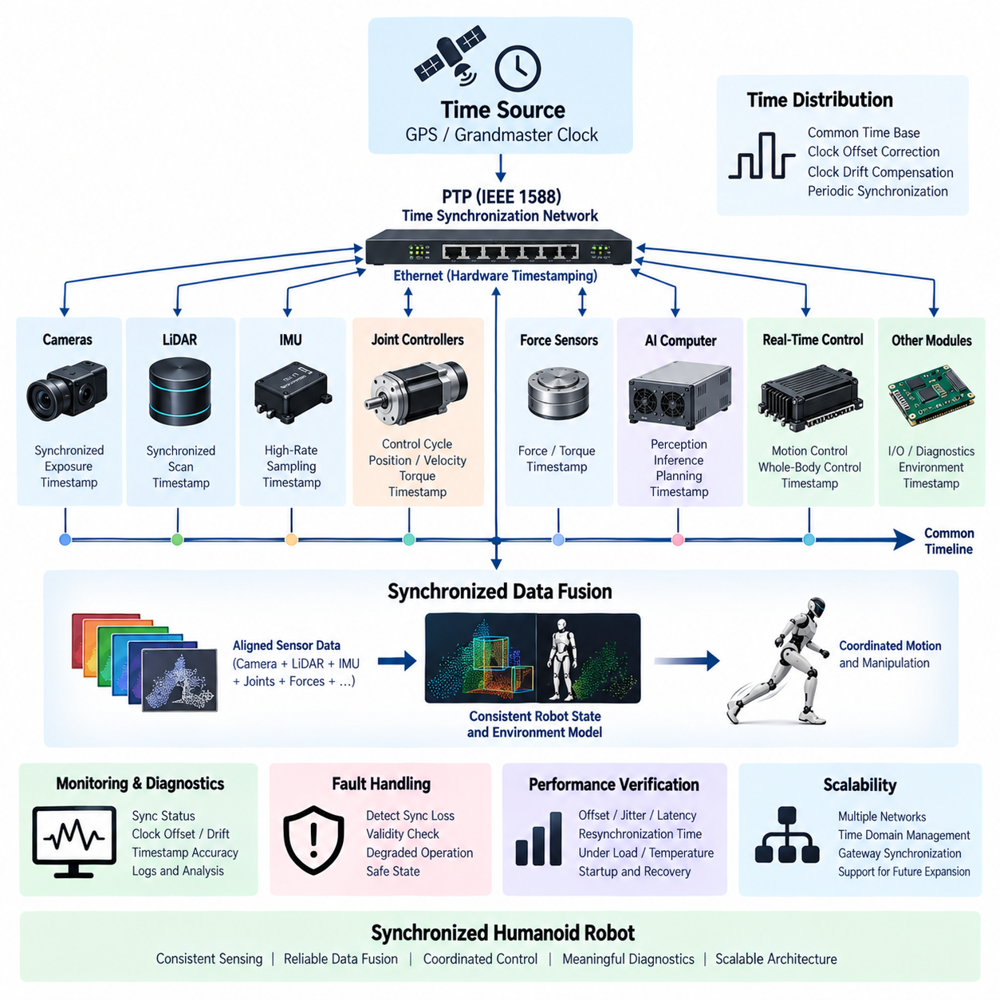 Time Source
GPS / Grandmaster Clock
Time Distribution
Common Time Base
Clock Offset Correction
Clock Drift Compensation
Periodic Synchronization
PTP (IEEE 1588)
Time Synchronization Network
Ethernet (Hardware Timestamping)
Cameras
Synchronized
Exposure
Timestamp
LiDAR
Synchronized
Scan
Timestamp
IMU
High-Rate
Sampling
Timestamp
Joint Controllers
Control Cycle
Position / Velocity
Torque
Timestamp
Force Sensors
Force / Torque
Timestamp
AI Computer
Perception
Inference
Planning
Timestamp
Real-Time Control
Motion Control
Whole-Body Control
Timestamp
Other Modules
I/O / Diagnostics
Environment
Timestamp
Common
Timeline
Synchronized Data Fusion
Aligned Sensor Data
(Camera + LiDAR + IMU
+ Joints + Forces + ...)
Consistent Robot State
and Environment Model
Coordinated Motion
and Manipulation
Monitoring & Diagnostics
Sync Status
Clock Offset / Drift
Timestamp Accuracy
Logs and Analysis
Fault Handling
Detect Sync Loss
Validity Check
Degraded Operation
Safe State
Performance Verification
Offset / Jitter / Latency
Resynchronization Time
Under Load / Temperature
Startup and Recovery
Scalability
Multiple Networks
Time Domain Management
Gateway Synchronization
Support for Future Expansion
Synchronized Humanoid Robot
Consistent Sensing | Reliable Data Fusion | Coordinated Control | Meaningful Diagnostics | Scalable Architecture